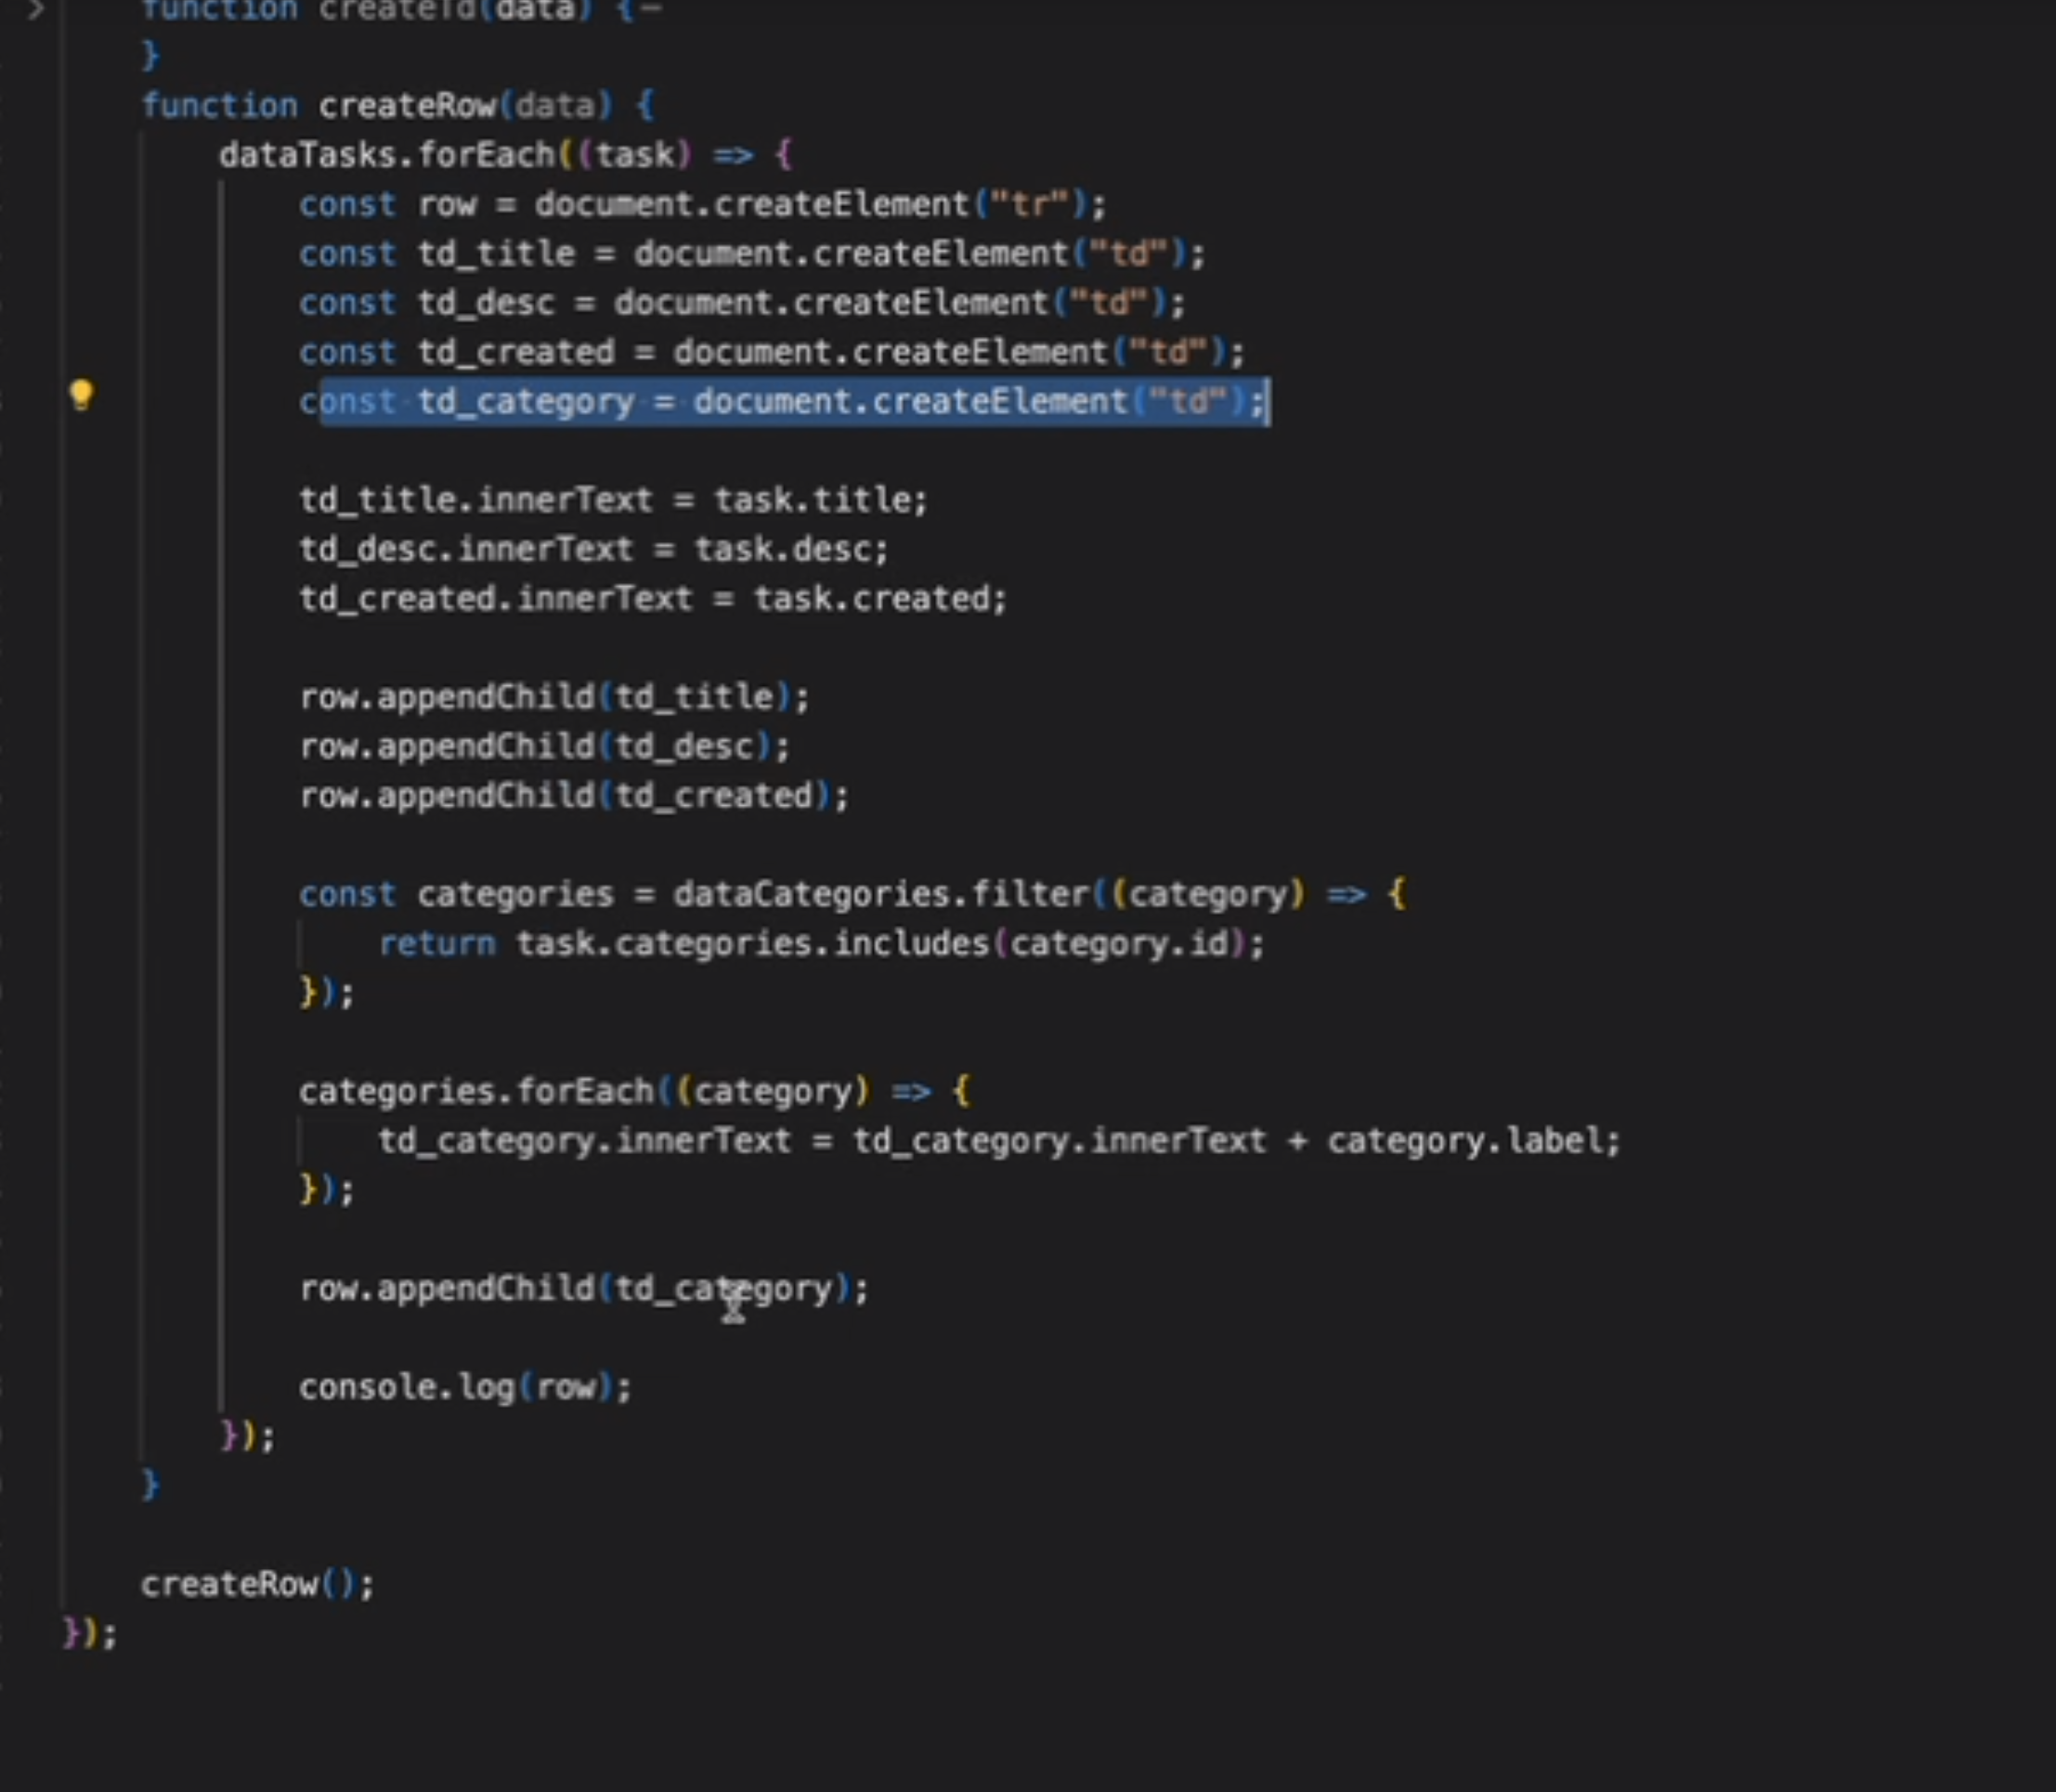 function createTd(data) {
}
function createRow(data) {
dataTasks.forEach((task) => {
const row = document.createElement("tr");
const td_title = document.createElement("td");
const td_desc = document.createElement("td");
const td_created = document.createElement("td");
const td_category = document.createElement("td");
td_title.innerText = task.title;
td_desc.innerText = task.desc;
td_created.innerText = task.created;
row.appendChild(td_title);
row.appendChild(td_desc);
row.appendChild(td_created);
const categories = dataCategories.filter((category) => {
return task.categories.includes(category.id);
});
categories.forEach((category) => {
td_category.innerText = td_category.innerText + category.label;
});
row.appendChild(td_category);
console.log(row);
});
}
createRow();
});